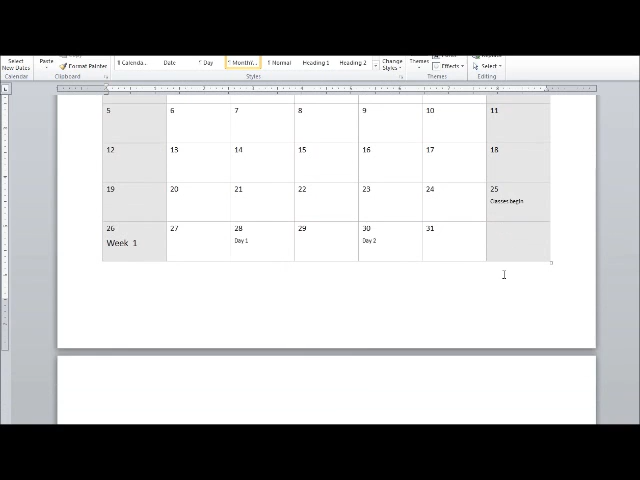 Select New Dates
Paste
Format Painter
¶ Calenda...
Date
Day
Month/...
¶ Normal
Heading 1
Heading 2
Change Styles
Themes
Effects
Select
Calendar
Clipboard
Styles
Themes
Editing
5 6 7 8 9 10 11
12 13 14 15 16 17 18
19 20 21 22 23 24 25
Classes begin
26 27 28 29 30 31
Week 1
Day 1
Day 2